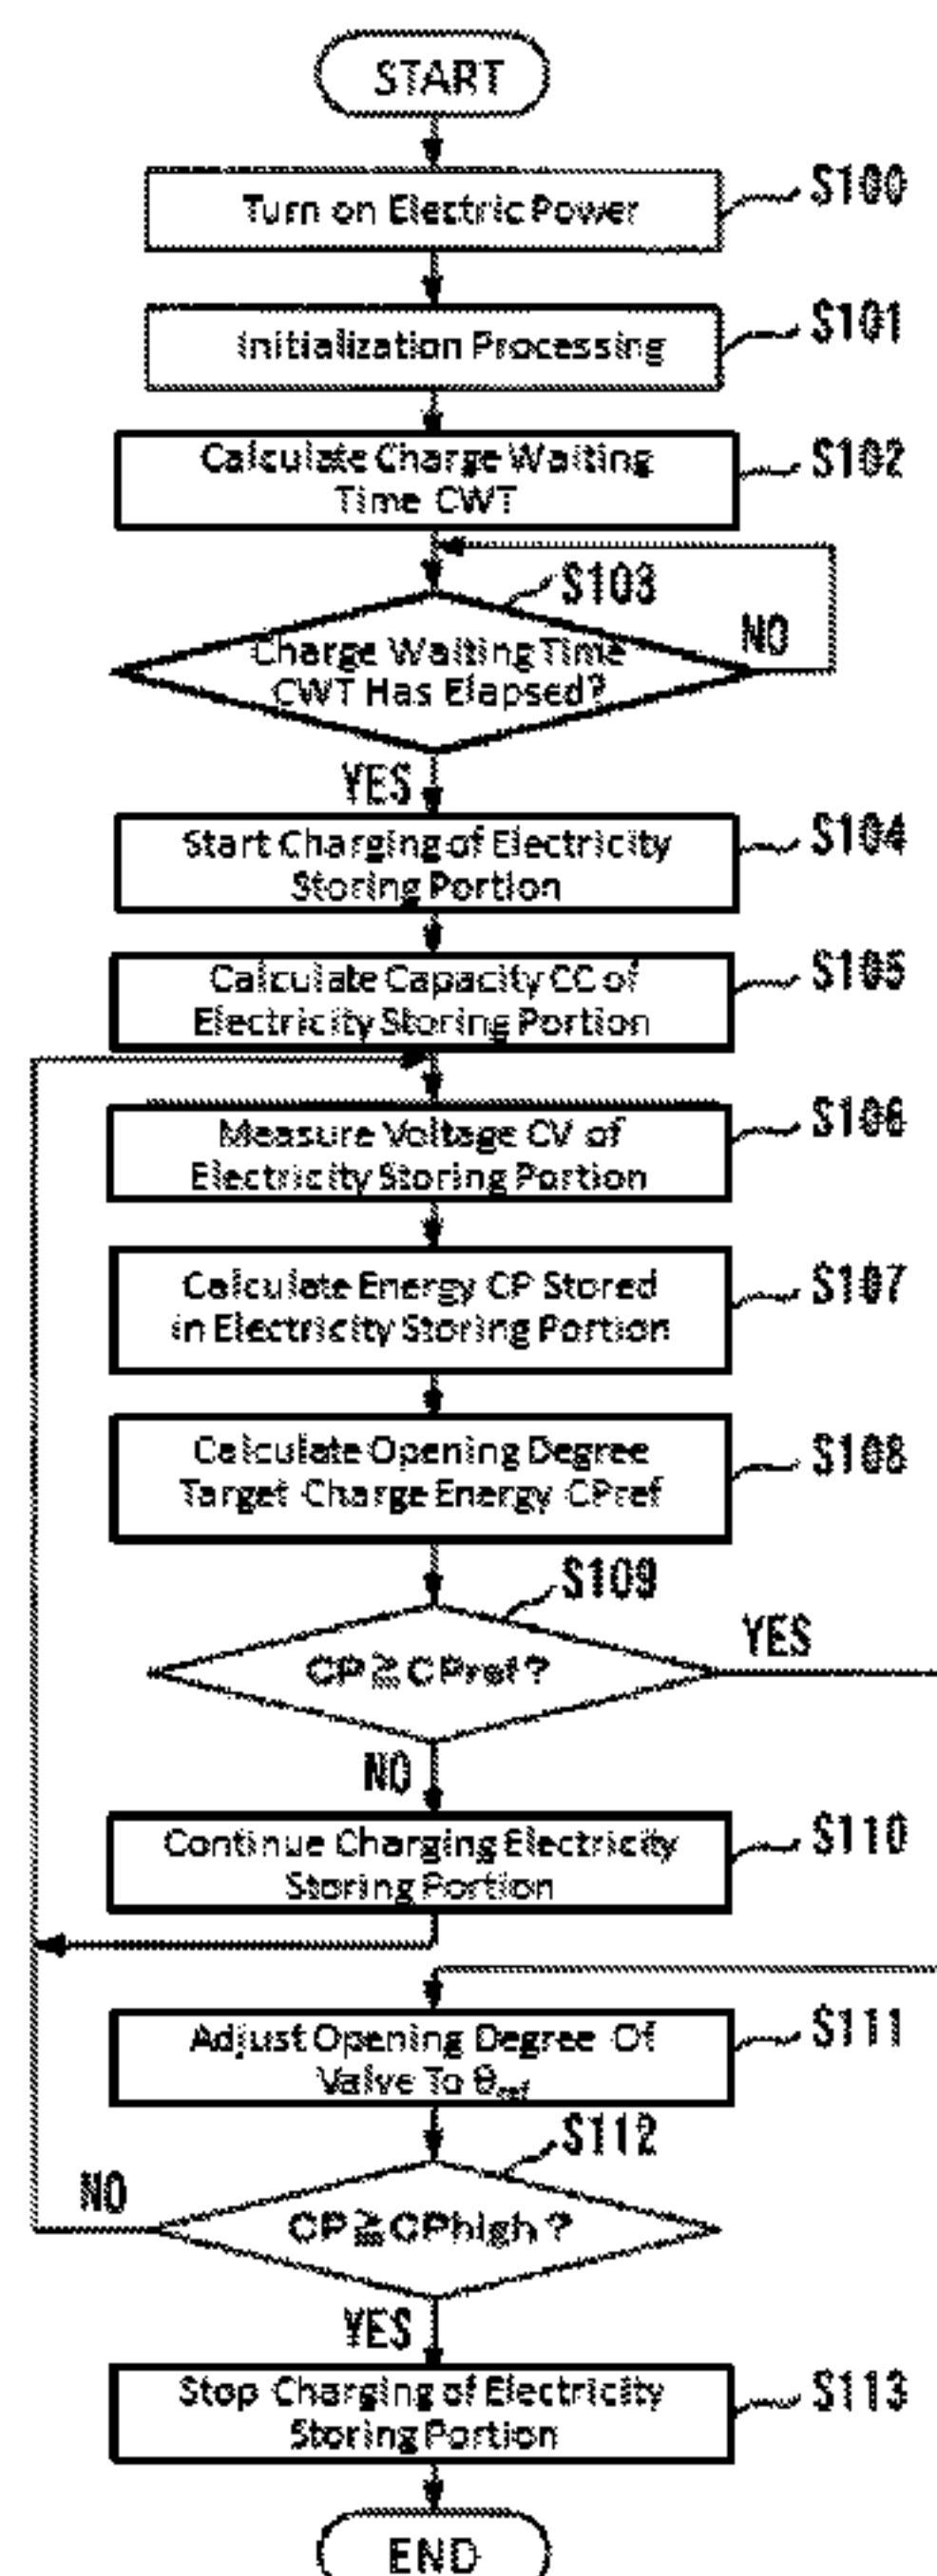 START
Turn on Electric Power
S100
Initialization Processing
S101
Calculate Charge Waiting
Time CWT
S102
S103
Charge Waiting Time
CWT Has Elapsed?
NO
YES
Start Charging of Electricity
Storing Portion
S104
Calculate Capacity CC of
Electricity Storing Portion
S105
Measure Voltage CV of
Electricity Storing Portion
S106
Calculate Energy CP Stored
in Electricity Storing Portion
S107
Calculate Opening Degree
Target Charge Energy CPref
S108
S109
CP≧CPref?
YES
NO
Continue Charging Electricity
Storing Portion
S110
Adjust Opening Degree Of
Valve To θref
S111
S112
CP≧CPhigh?
NO
YES
Stop Charging of Electricity
Storing Portion
S113
END